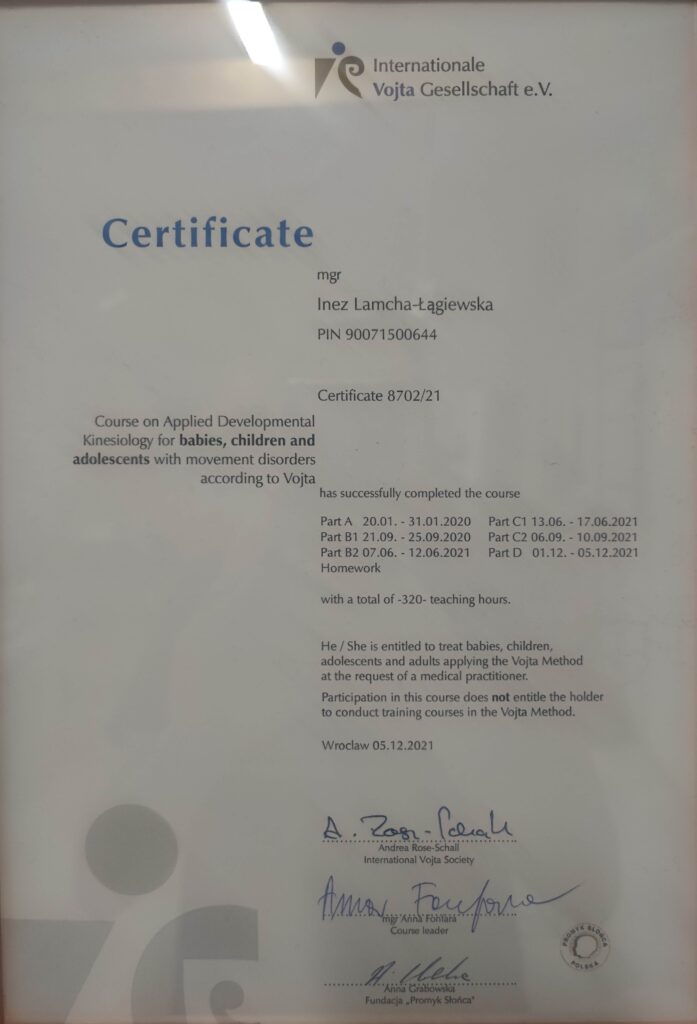 Internationale
Vojta Gesellschaft e.V.
Certificate
mgr
Inez Lamcha-Łągiewska
PIN 90071500644
Certificate 8702/21
Course on Applied Developmental
Kinesiology for babies, children and
adolescents with movement disorders
according to Vojta
has successfully completed the course
Part A 20.01. - 31.01.2020 Part C1 13.06. - 17.06.2021
Part B1 21.09. - 25.09.2020 Part C2 06.09. - 10.09.2021
Part B2 07.06. - 12.06.2021 Part D 01.12. - 05.12.2021
Homework
with a total of -320- teaching hours.
He / She is entitled to treat babies, children,
adolescents and adults applying the Vojta Method
at the request of a medical practitioner.
Participation in this course does not entitle the holder
to conduct training courses in the Vojta Method.
Wroclaw 05.12.2021
Andrea Rose-Schall
International Vojta Society
mgr Anna Fonfara
Course leader
Anna Grabowska
Fundacja „Promyk Słońca"
PROMYK SŁOŃCA
POLSKA